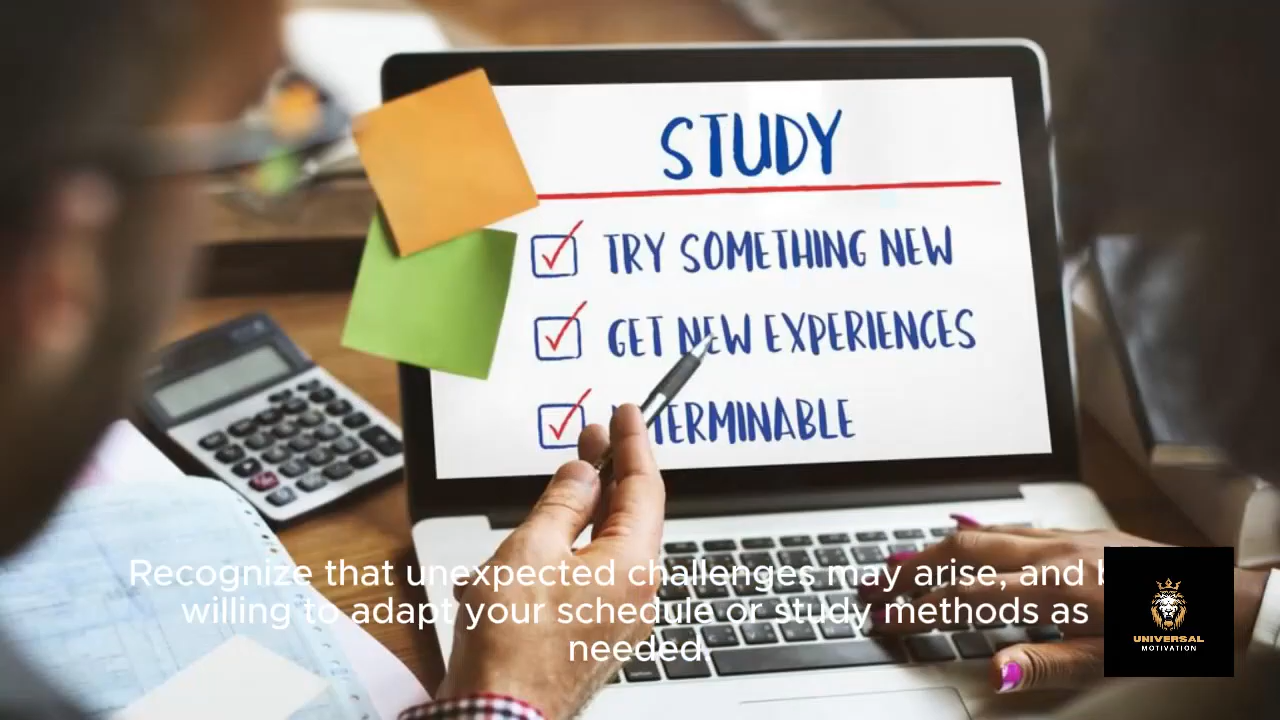 STUDY
TRY SOMETHING NEW
GET NEW EXPERIENCES
Recognize that unexpected challenges may arise, and
willing to adapt your schedule or study methods as
needed
UNIVERSAL
MOTIVATION